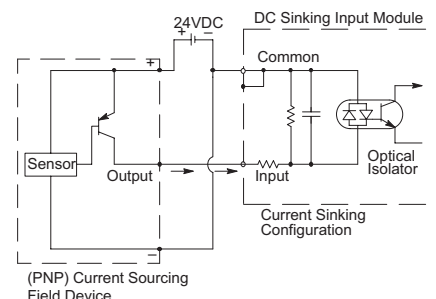 24VDC
+ −
DC Sinking Input Module
+
Common
Sensor
Output
Input
Optical
Isolator
Current Sinking
Configuration
−
(PNP) Current Sourcing
Field Device